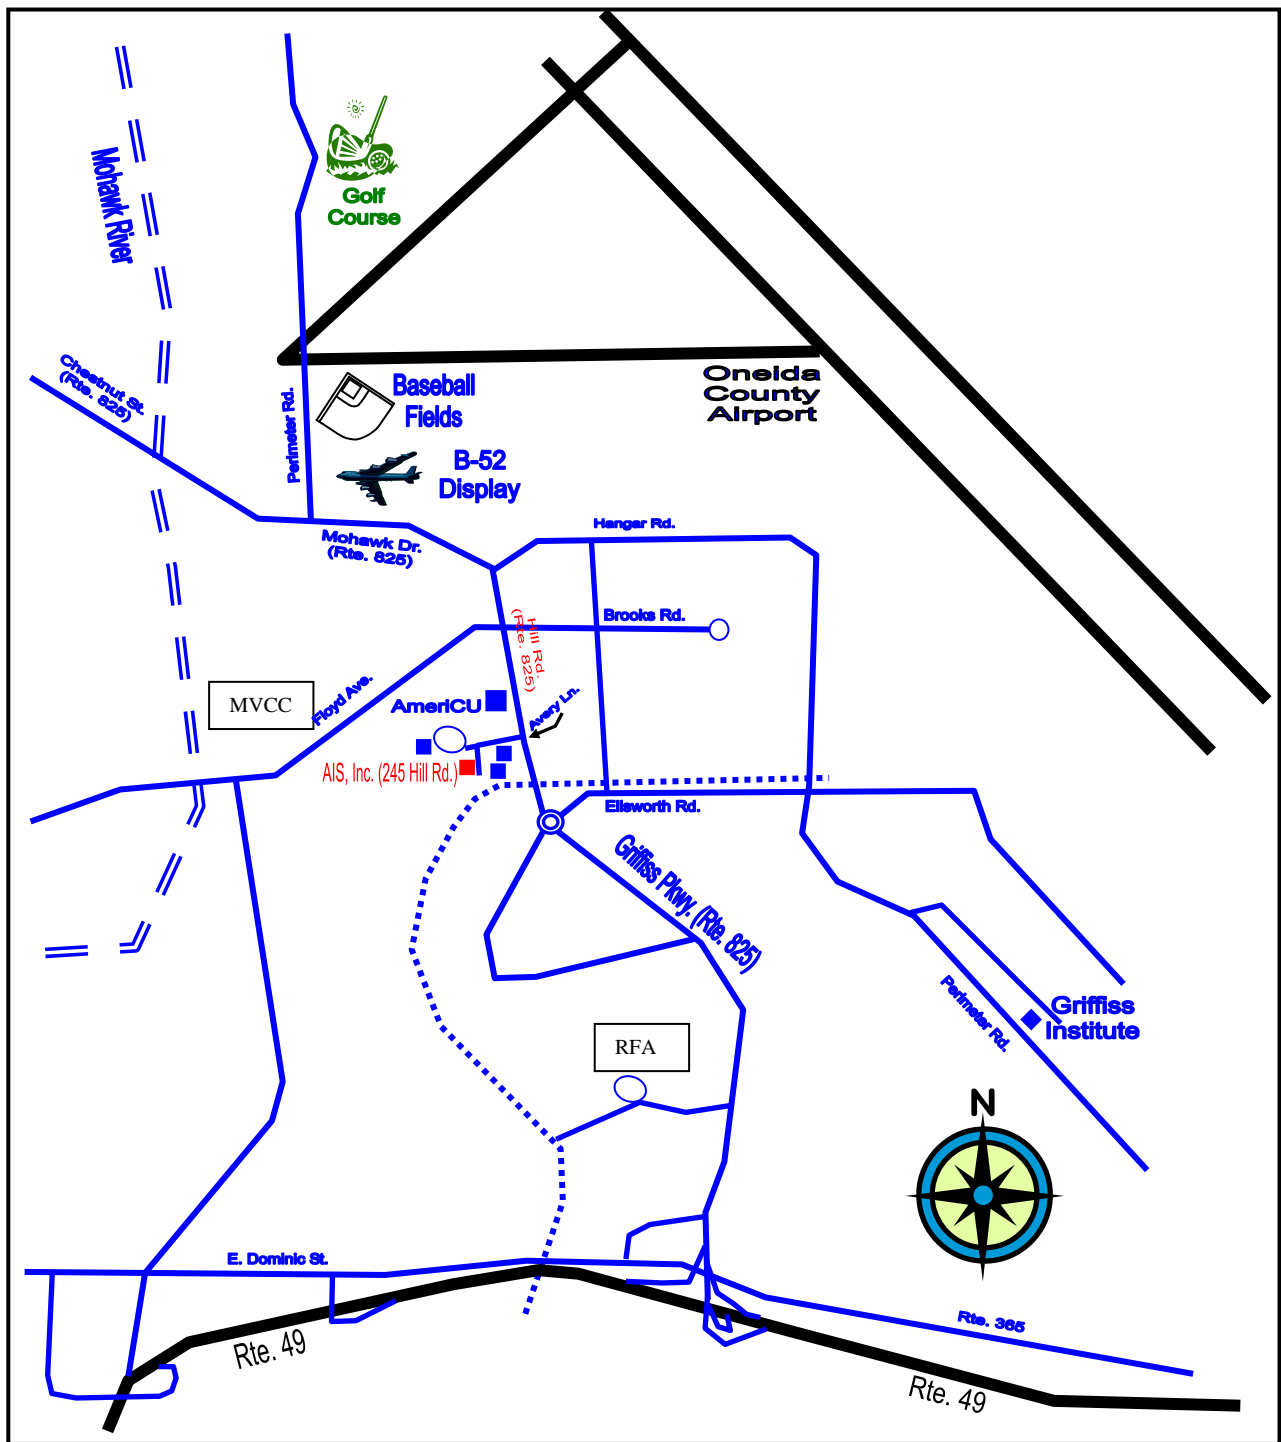 Mohawk River
Golf
Course
Chestnut St.
(Rte. 825)
Perimeter Rd.
Baseball
Fields
Oneida
County
Airport
B-52
Display
Mohawk Dr.
(Rte. 825)
Hangar Rd.
Hill Rd.
(Rte. 825)
Brooks Rd.
MVCC
Floyd Ave.
AmeriCU
Avery Ln.
AIS, Inc. (245 Hill Rd.)
Ellsworth Rd.
Griffiss Pkwy. (Rte. 825)
Perimeter Rd.
Griffiss
Institute
RFA
N
E. Dominic St.
Rte. 365
Rte. 49
Rte. 49